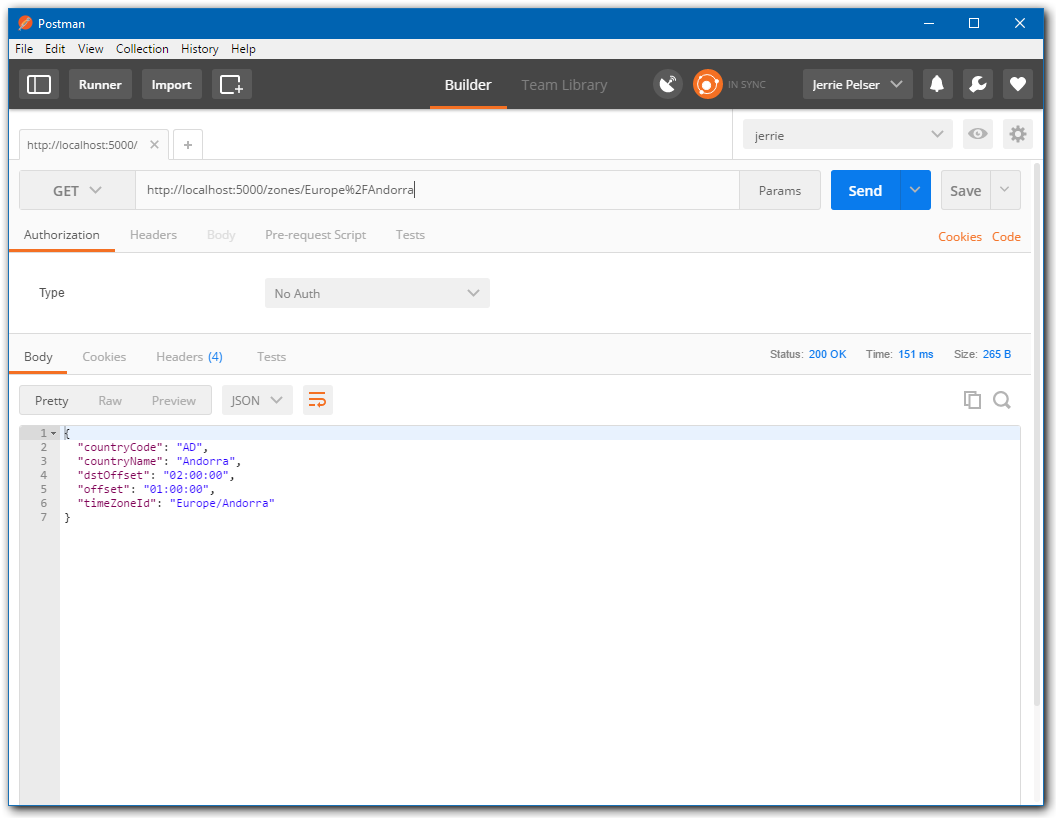 Postman
File Edit View Collection History Help
Runner Import Builder Team Library IN SYNC Jerrie Pelser
http://localhost:5000/ jerrie
GET http://localhost:5000/zones/Europe%2FAndorra Params Send Save
Authorization Headers Body Pre-request Script Tests Cookies Code
Type No Auth
Body Cookies Headers (4) Tests Status: 200 OK Time: 151 ms Size: 265 B
Pretty Raw Preview JSON
1 {
2 "countryCode": "AD",
3 "countryName": "Andorra",
4 "dstOffset": "02:00:00",
5 "offset": "01:00:00",
6 "timeZoneId": "Europe/Andorra"
7 }